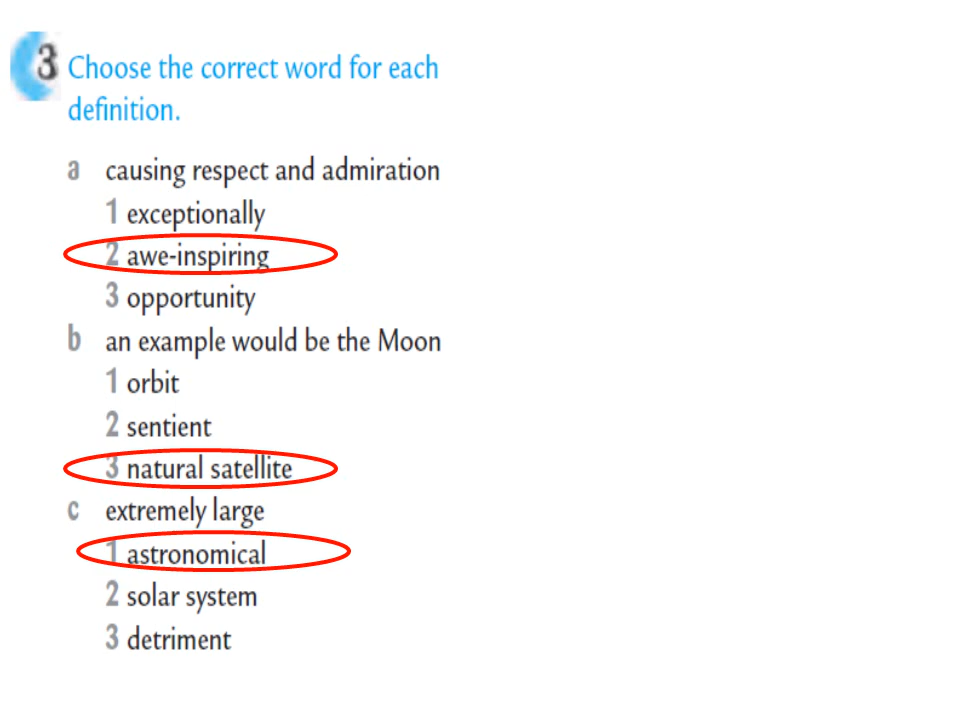 3 Choose the correct word for each
definition.
a causing respect and admiration
1 exceptionally
2 awe-inspiring
3 opportunity
b an example would be the Moon
1 orbit
2 sentient
3 natural satellite
c extremely large
1 astronomical
2 solar system
3 detriment